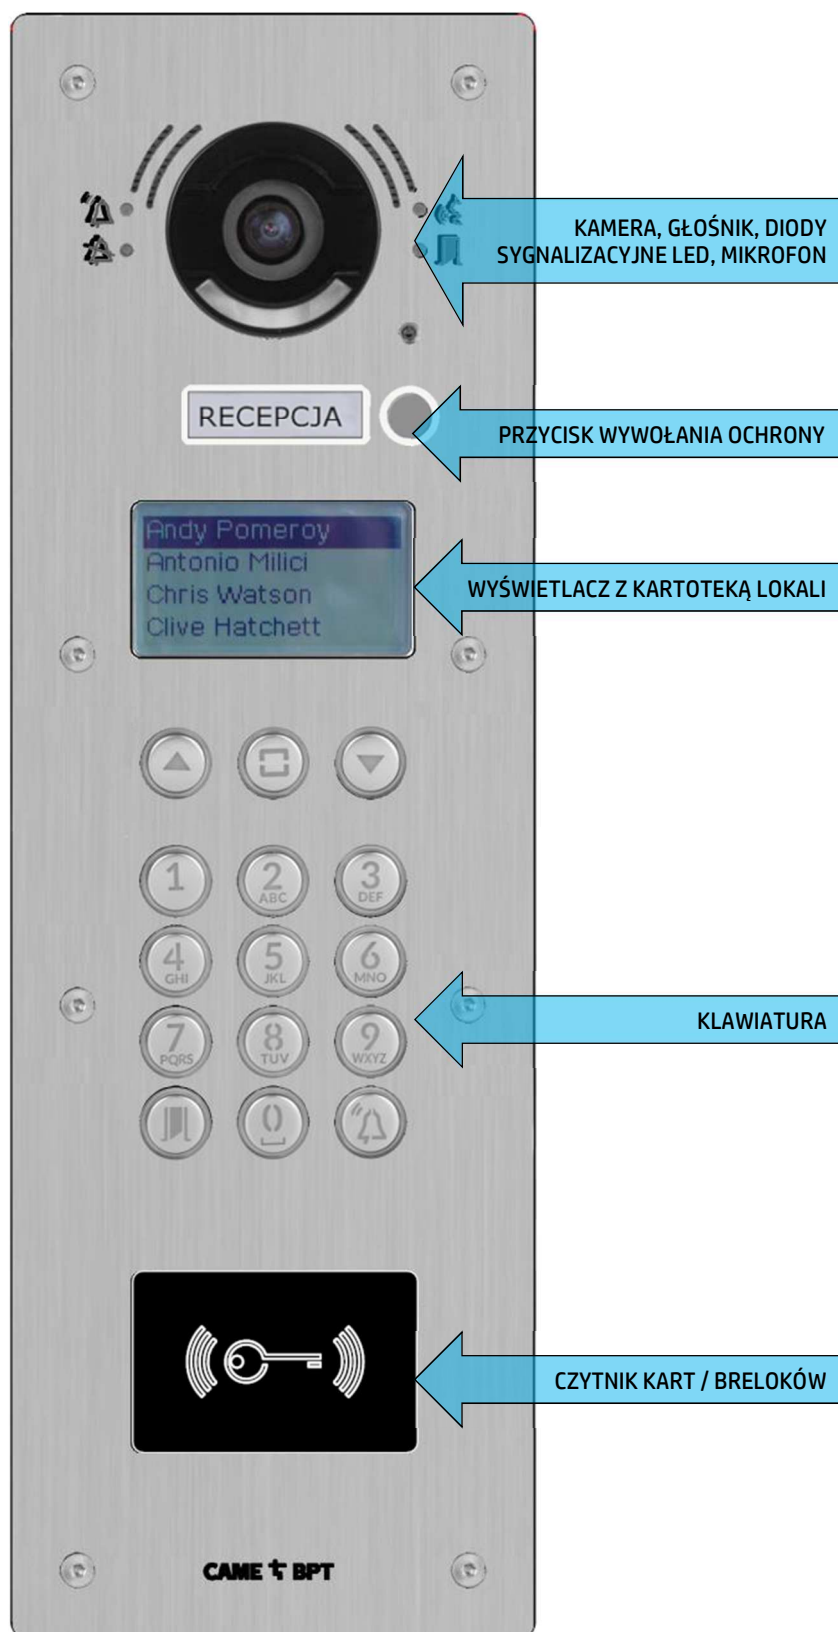 KAMERA, GŁOŚNIK, DIODY
SYGNALIZACYJNE LED, MIKROFON
RECEPCJA
PRZYCISK WYWOŁANIA OCHRONY
Andy Pomeroy
Antonio Milici
Chris Watson
Clive Hatchett
WYŚWIETLACZ Z KARTOTEKĄ LOKALI
1 2 3
ABC DEF
4 5 6
GHI JKL MNO
KLAWIATURA
7 8 9
PQRS TUV WXYZ
0
CZYTNIK KART / BRELOKÓW
CAME BPT